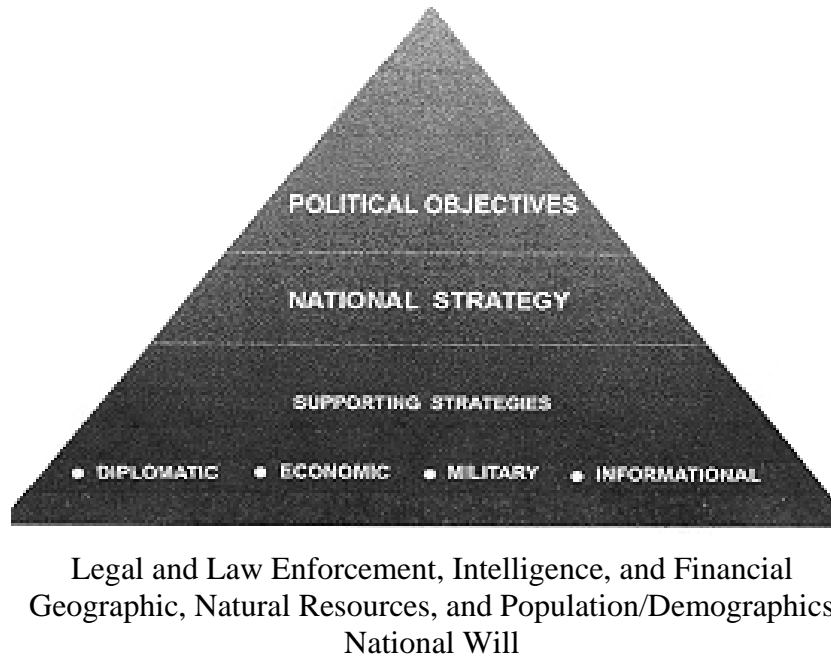 POLITICAL OBJECTIVES
NATIONAL STRATEGY
SUPPORTING STRATEGIES
• DIPLOMATIC • ECONOMIC • MILITARY • INFORMATIONAL
Legal and Law Enforcement, Intelligence, and Financial
Geographic, Natural Resources, and Population/Demographics
National Will